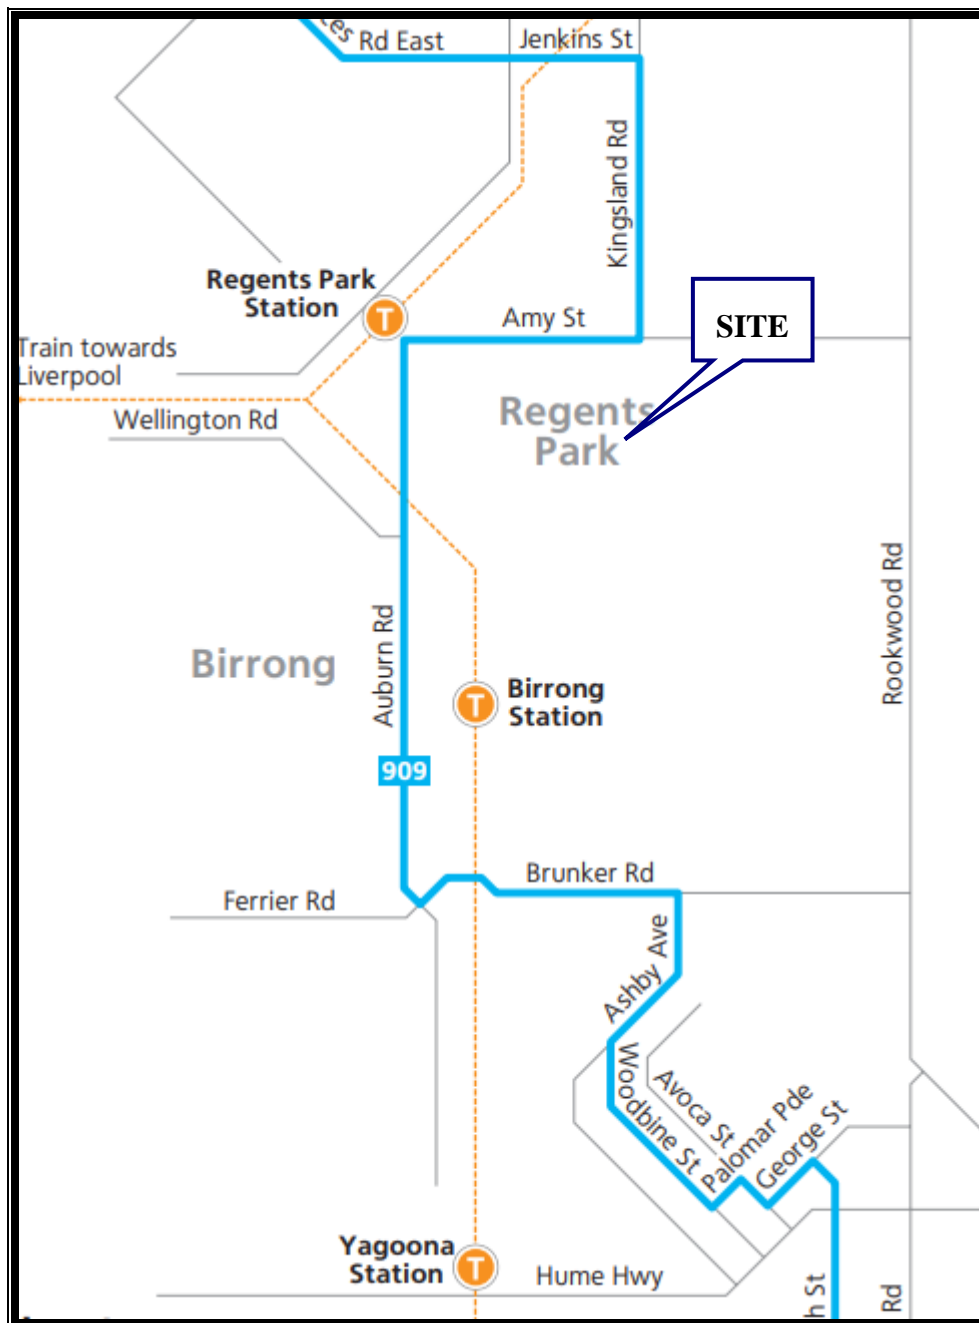 Rd East
Jenkins St
Kingsland Rd
Regents Park
Station
T
Amy St
SITE
Train towards
Liverpool
Regents
Park
Wellington Rd
Rookwood Rd
Auburn Rd
Birrong
T
Birrong
Station
909
Brunker Rd
Ferrier Rd
Ashby Ave
Woodbine St
Avoca St
Palomar Pde
George St
Yagoona
Station
T
Hume Hwy
h St
Rd